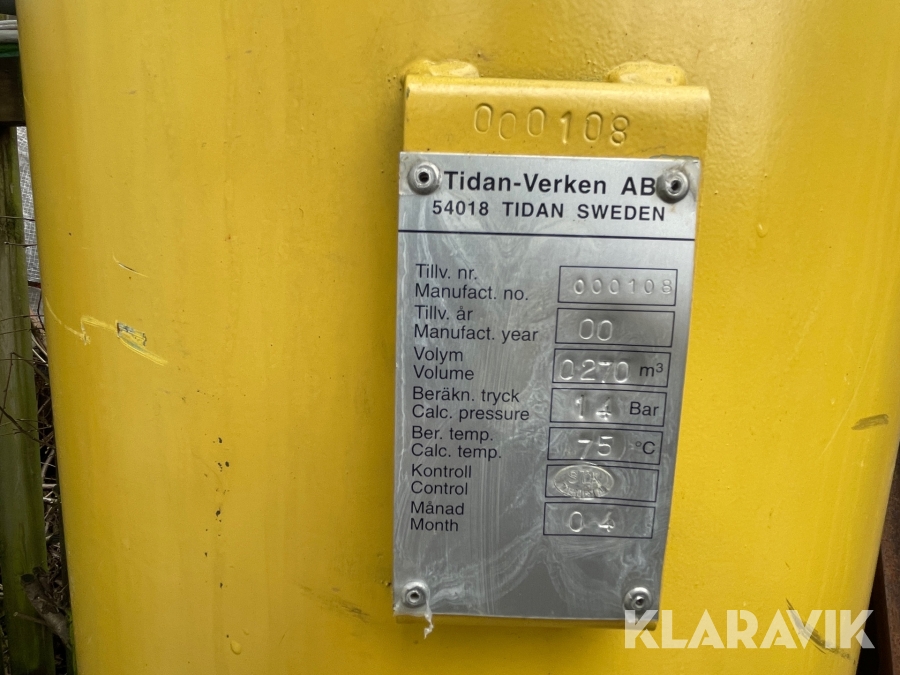 000108
Tidan-Verken AB
54018 TIDAN SWEDEN
Tillv. nr.
Manufact. no. 000108
Tillv. år
Manufact. year 00
Volym
Volume 0270 m³
Beräkn. tryck
Calc. pressure 14 Bar
Ber. temp.
Calc. temp. 75 °C
Kontroll
Control
Månad
Month 04
KLARAVIK